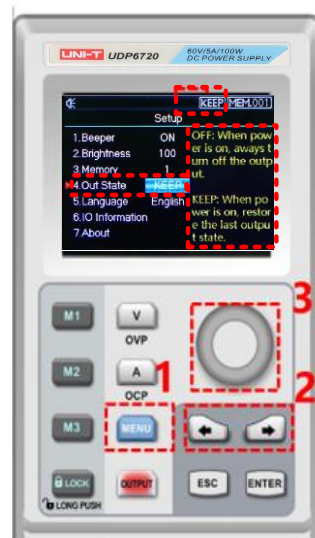 UNI-T UDP6720 60V/5A/100W
DC POWER SUPPLY
KEEP MEM.001
Setup
1.Beeper ON
2.Brightness 100
3.Memory 1
4.Out State KEEP
5.Language English
6.IO Information
7.About
OFF: When pow
er is on, aways t
urn off the outp
ut.
KEEP: When po
wer is on, restor
e the last outpu
t state.
3
M1 V
OVP
M2 A 1
OCP
2
M3 MENU
LOCK OUTPUT ESC ENTER
LONG PUSH